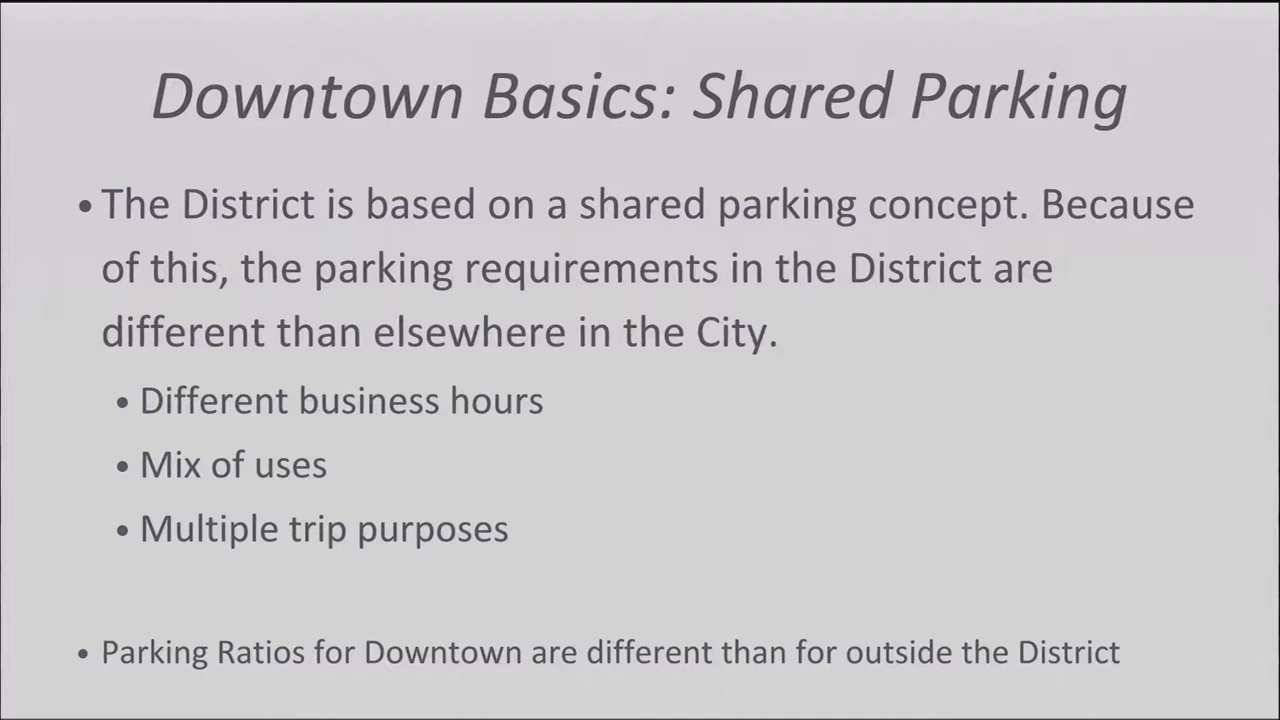 Downtown Basics: Shared Parking
• The District is based on a shared parking concept. Because
of this, the parking requirements in the District are
different than elsewhere in the City.
• Different business hours
• Mix of uses
• Multiple trip purposes
• Parking Ratios for Downtown are different than for outside the District